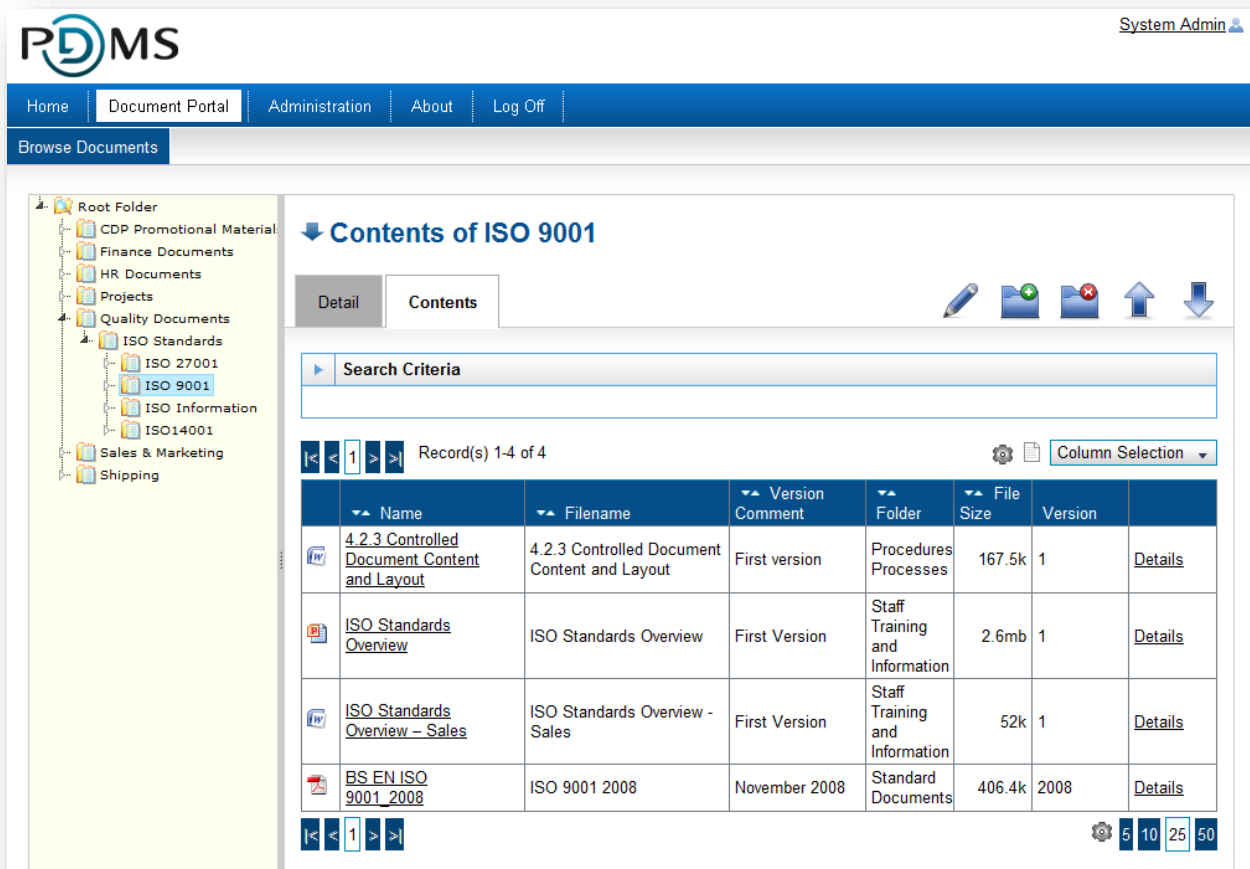 PDMS
System Admin
Home Document Portal Administration About Log Off
Browse Documents
Root Folder
CDP Promotional Material
Finance Documents
HR Documents
Projects
Quality Documents
ISO Standards
ISO 27001
ISO 9001
ISO Information
ISO14001
Sales & Marketing
Shipping
Contents of ISO 9001
Detail Contents
Search Criteria
|< < 1 > >| Record(s) 1-4 of 4 Column Selection
Name Filename Version Comment Folder File Size Version
4.2.3 Controlled Document Content and Layout 4.2.3 Controlled Document Content and Layout First version Procedures Processes 167.5k 1 Details
ISO Standards Overview ISO Standards Overview First Version Staff Training and Information 2.6mb 1 Details
ISO Standards Overview – Sales ISO Standards Overview - Sales First Version Staff Training and Information 52k 1 Details
BS EN ISO 9001_2008 ISO 9001 2008 November 2008 Standard Documents 406.4k 2008 Details
|< < 1 > >| 5 10 25 50